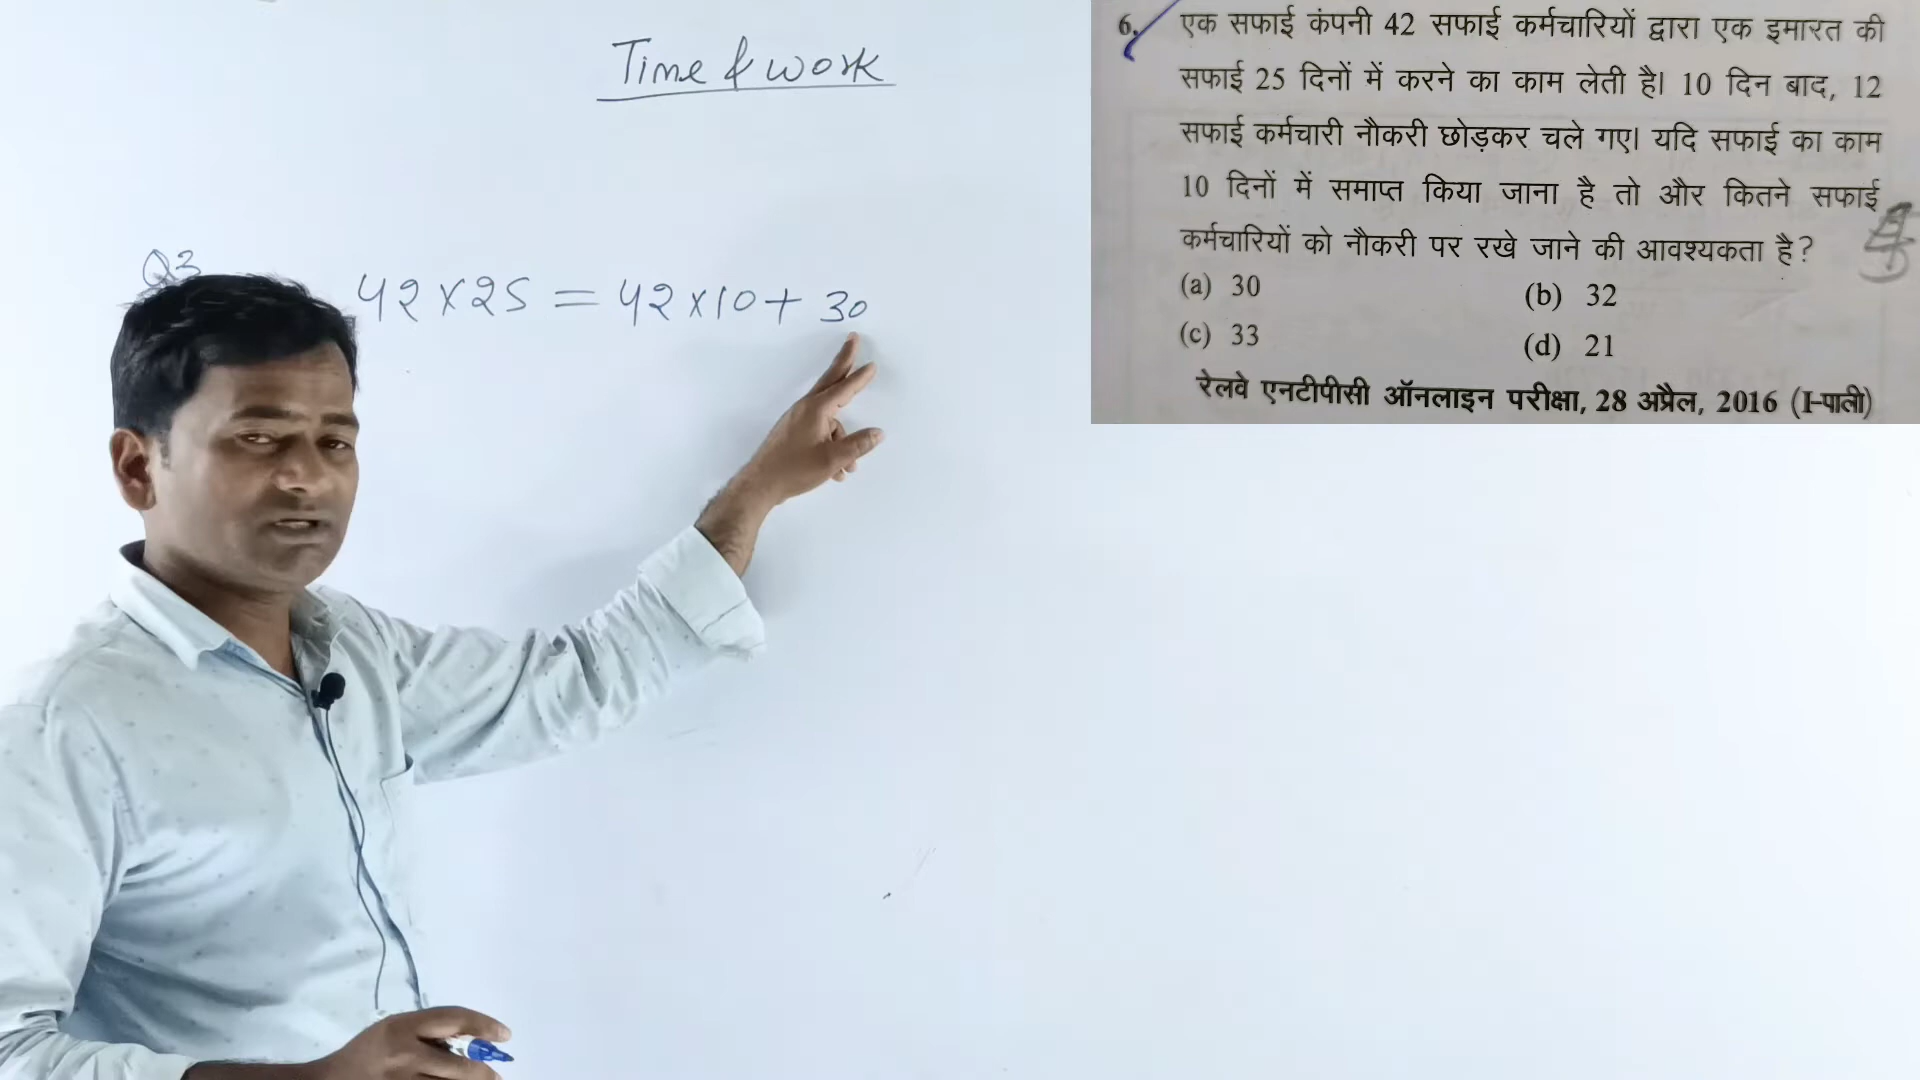 Time & work
Q3
42×25 = 42×10+ 30
6. एक सफाई कंपनी 42 सफाई कर्मचारियों द्वारा एक इमारत की
सफाई 25 दिनों में करने का काम लेती है। 10 दिन बाद, 12
सफाई कर्मचारी नौकरी छोड़कर चले गए। यदि सफाई का काम
10 दिनों में समाप्त किया जाना है तो और कितने सफाई
कर्मचारियों को नौकरी पर रखे जाने की आवश्यकता है?
(a) 30 (b) 32
(c) 33 (d) 21
रेलवे एनटीपीसी ऑनलाइन परीक्षा, 28 अप्रैल, 2016 (I-पाली)